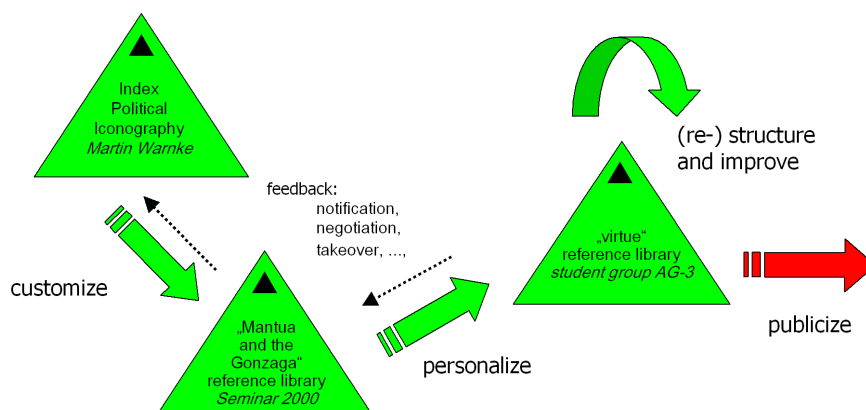 Index
Political
Iconography
Martin Warnke
(re-) structure
and improve
feedback:
notification,
negotiation,
takeover, ...,
„virtue"
reference library
student group AG-3
customize
„Mantua
and the
Gonzaga"
reference library
Seminar 2000
personalize
publicize